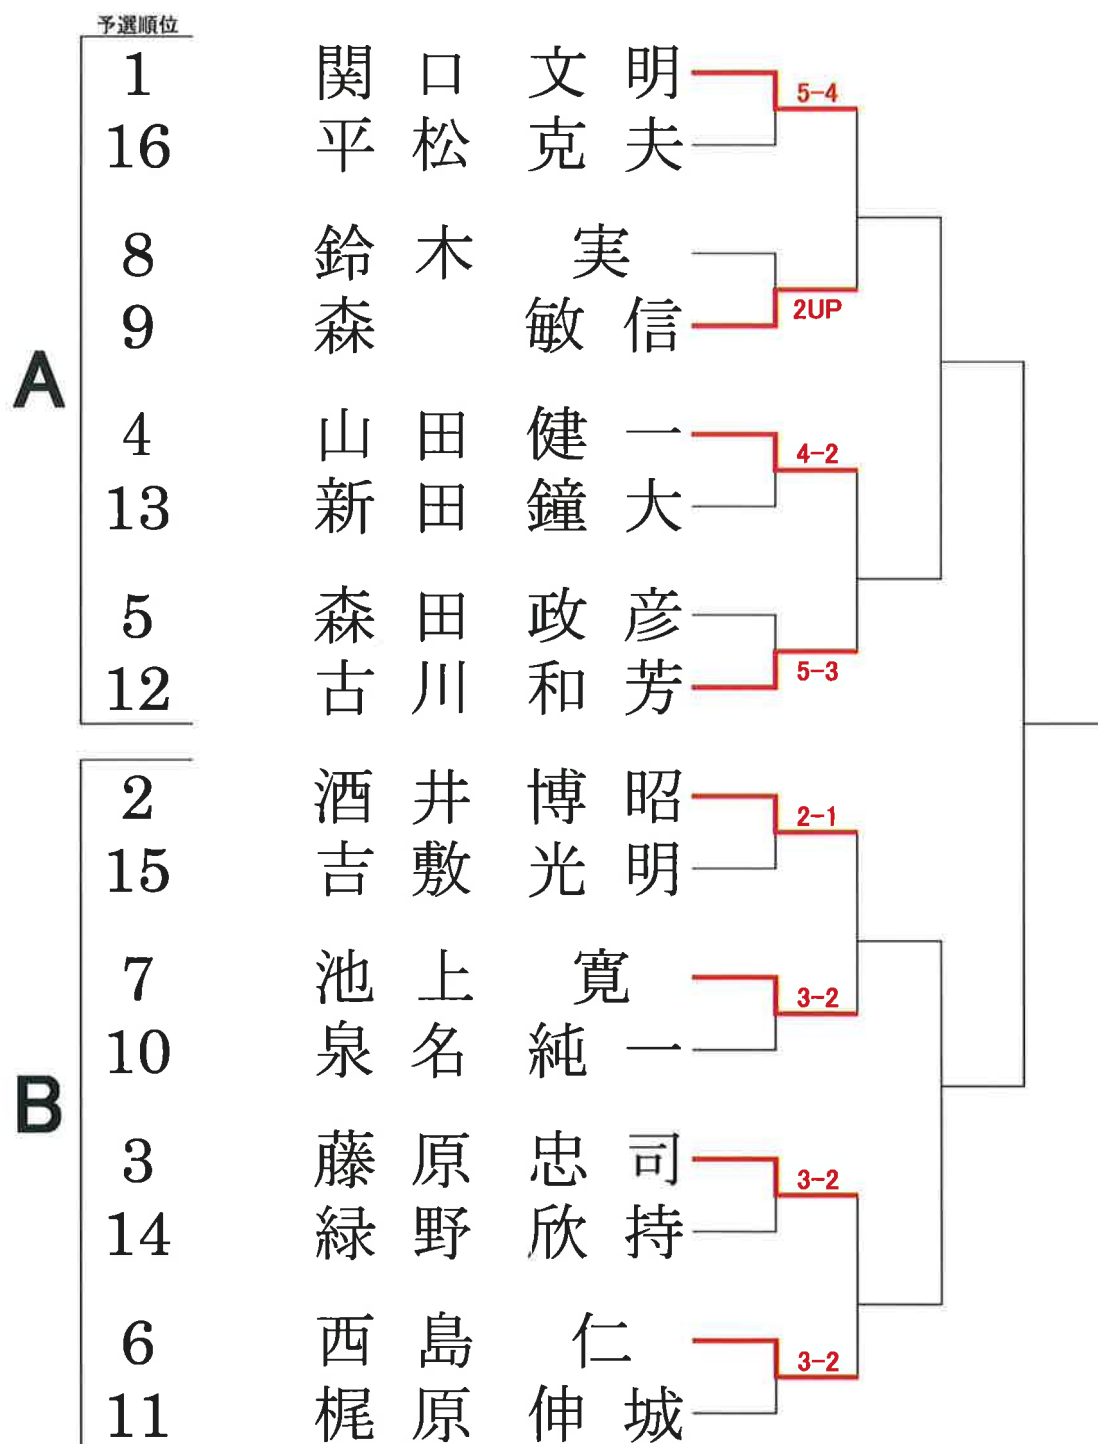 予選順位
1 関口文明
5-4
16 平松克夫
8 鈴木実
2UP
9 森敏信
A
4 山田健一
4-2
13 新田鐘大
5 森田政彦
5-3
12 古川和芳
2 酒井博昭
2-1
15 吉敷光明
7 池上寛
3-2
10 泉名純一
B
3 藤原忠司
3-2
14 緑野欣持
6 西島仁
3-2
11 梶原伸城